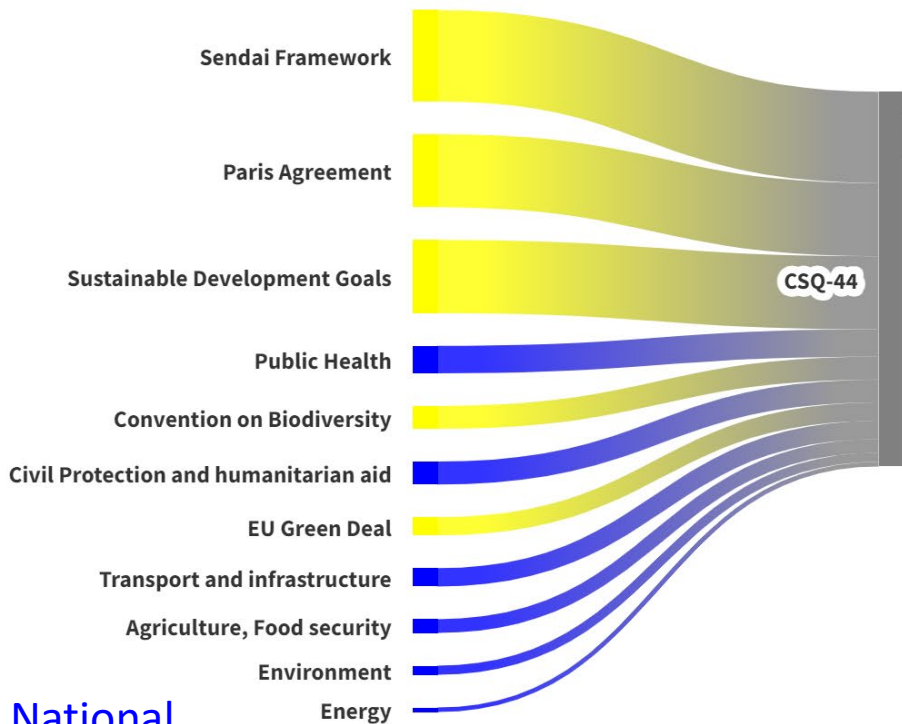 Sendai Framework
Paris Agreement
Sustainable Development Goals
CSQ-44
Public Health
Convention on Biodiversity
Civil Protection and humanitarian aid
EU Green Deal
Transport and infrastructure
Agriculture, Food security
Environment
Energy
National